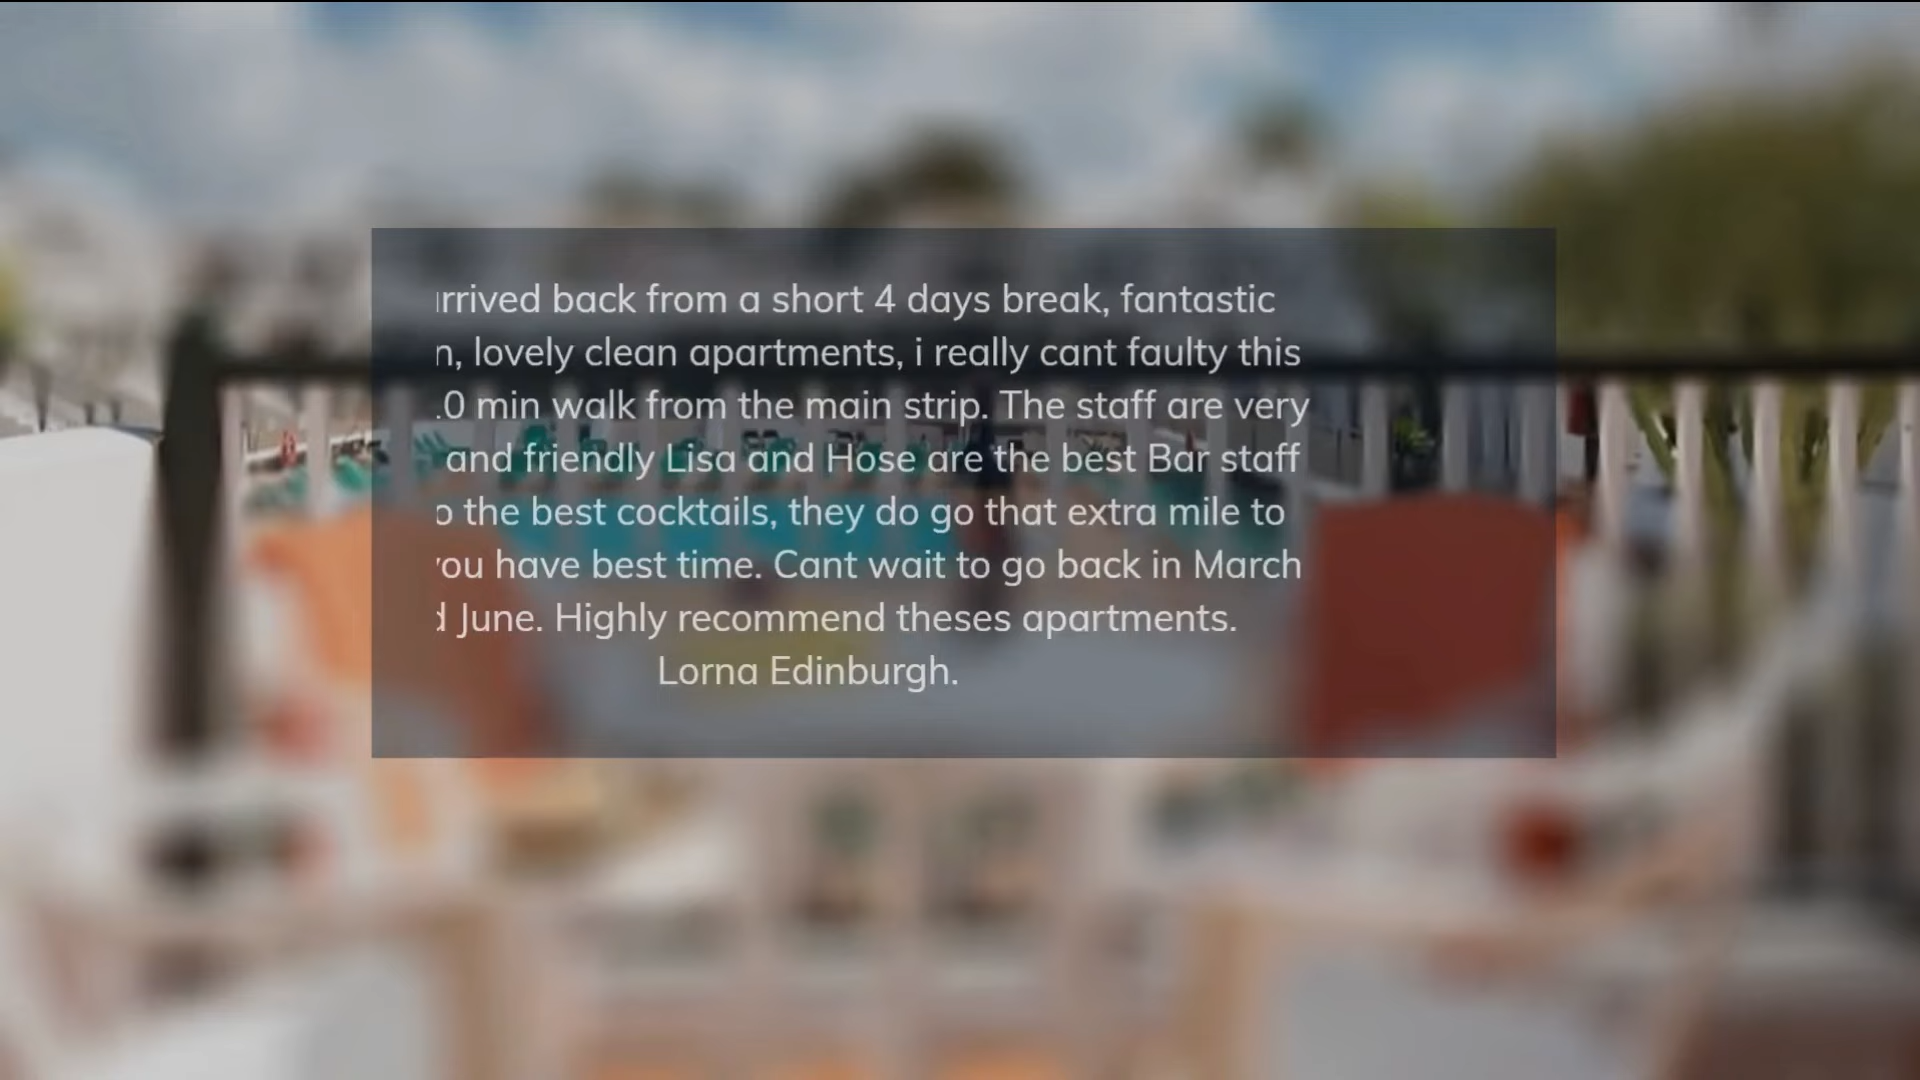 back from a short 4 days break, fantastic
lovely clean apartments, i really cant faulty this
min walk from the main strip. The staff are very
and friendly Lisa and Hose are the best Bar staff
the best cocktails, they do go that extra mile to
have best time. Cant wait to go back in March
June. Highly recommend theses apartments.
Lorna Edinburgh.